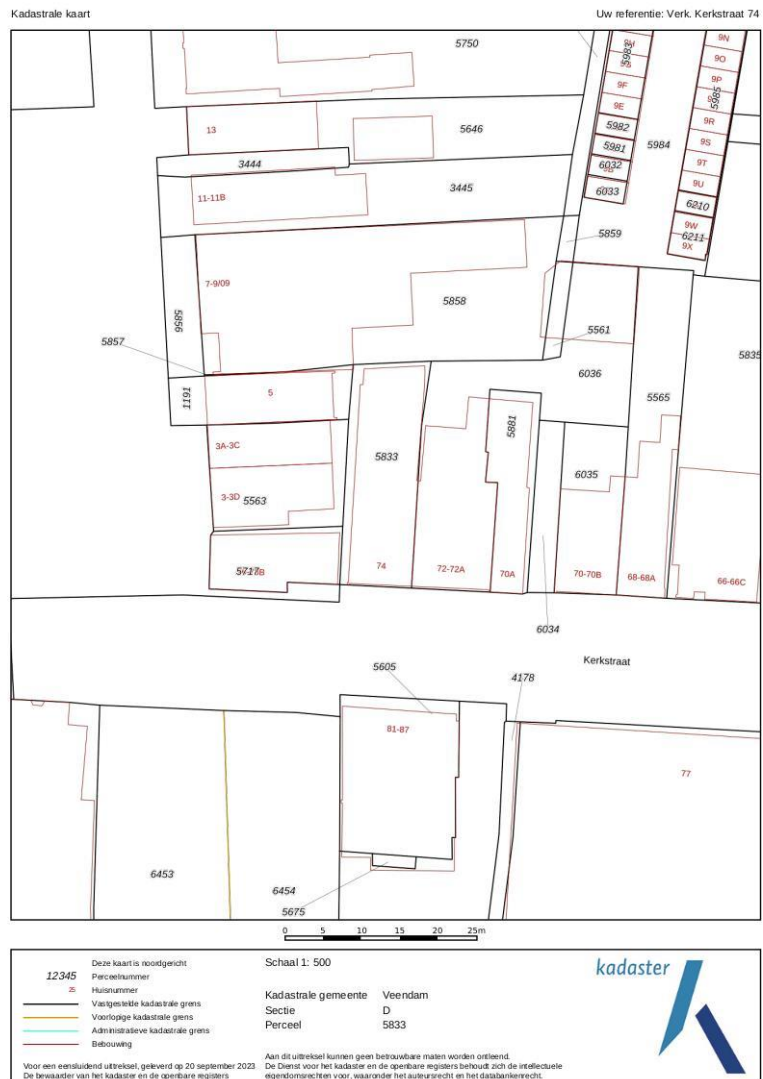 Kadastrale kaart
Uw referentie: Verk. Kerkstraat 74
5750
5983
9F
9E
5982
5981
6032
6033
5984
9N
9O
9P
5985
9R
9S
9T
9U
6210
9W
6211
9X
13
5646
3444
11-11B
3445
5859
7-9/09
5856
5858
5857
5561
5835
6036
5565
1191
5
5881
3A-3C
5833
6035
3-3D
5563
5717
74
72-72A
70A
70-70B
68-68A
66-66C
6034
Kerkstraat
5605
4178
81-87
77
6453
6454
5675
0 5 10 15 20 25m
Deze kaart is noordgericht
12345 Perceelnummer
25 Huisnummer
Vastgestelde kadastrale grens
Voorlopige kadastrale grens
Administratieve kadastrale grens
Bebouwing
Voor een eensluidend uittreksel, geleverd op 20 september 2023
De bewaarder van het kadaster en de openbare registers
Schaal 1: 500
Kadastrale gemeente Veendam
Sectie D
Perceel 5833
Aan dit uittreksel kunnen geen betrouwbare maten worden ontleend.
De Dienst voor het kadaster en de openbare registers behoudt zich de intellectuele
eigendomsrechten voor, waaronder het auteursrecht en het databankenrecht.
kadaster